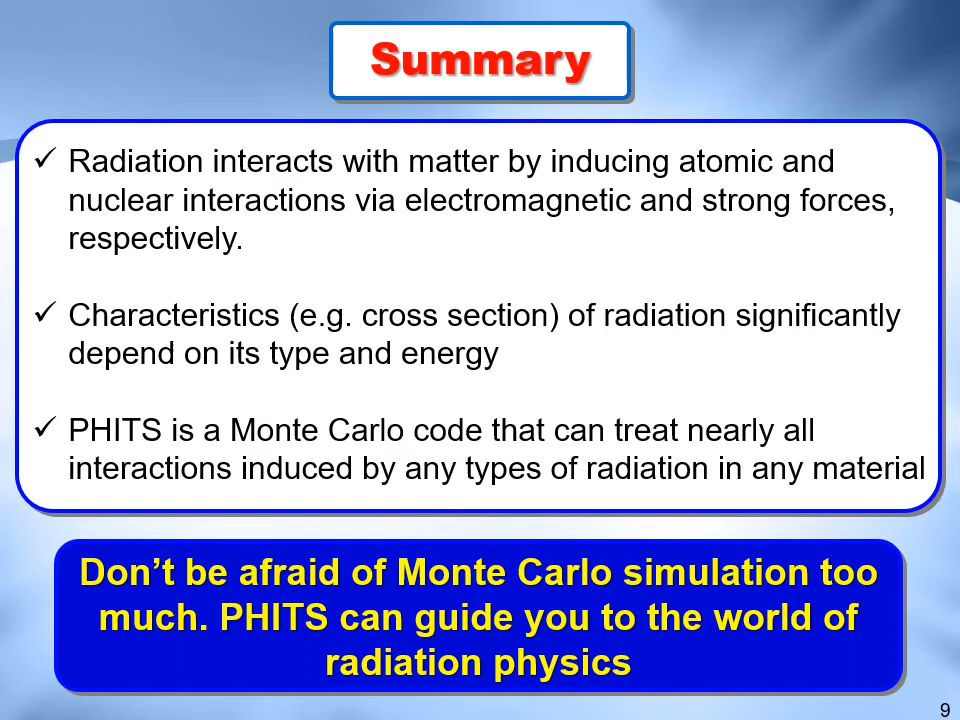 Summary
✓ Radiation interacts with matter by inducing atomic and
nuclear interactions via electromagnetic and strong forces,
respectively.
✓ Characteristics (e.g. cross section) of radiation significantly
depend on its type and energy
✓ PHITS is a Monte Carlo code that can treat nearly all
interactions induced by any types of radiation in any material
Don’t be afraid of Monte Carlo simulation too
much. PHITS can guide you to the world of
radiation physics
9